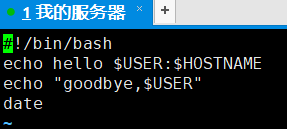 1 我的服务器
#!/bin/bash
echo hello $USER:$HOSTNAME
echo "goodbye,$USER"
date
~